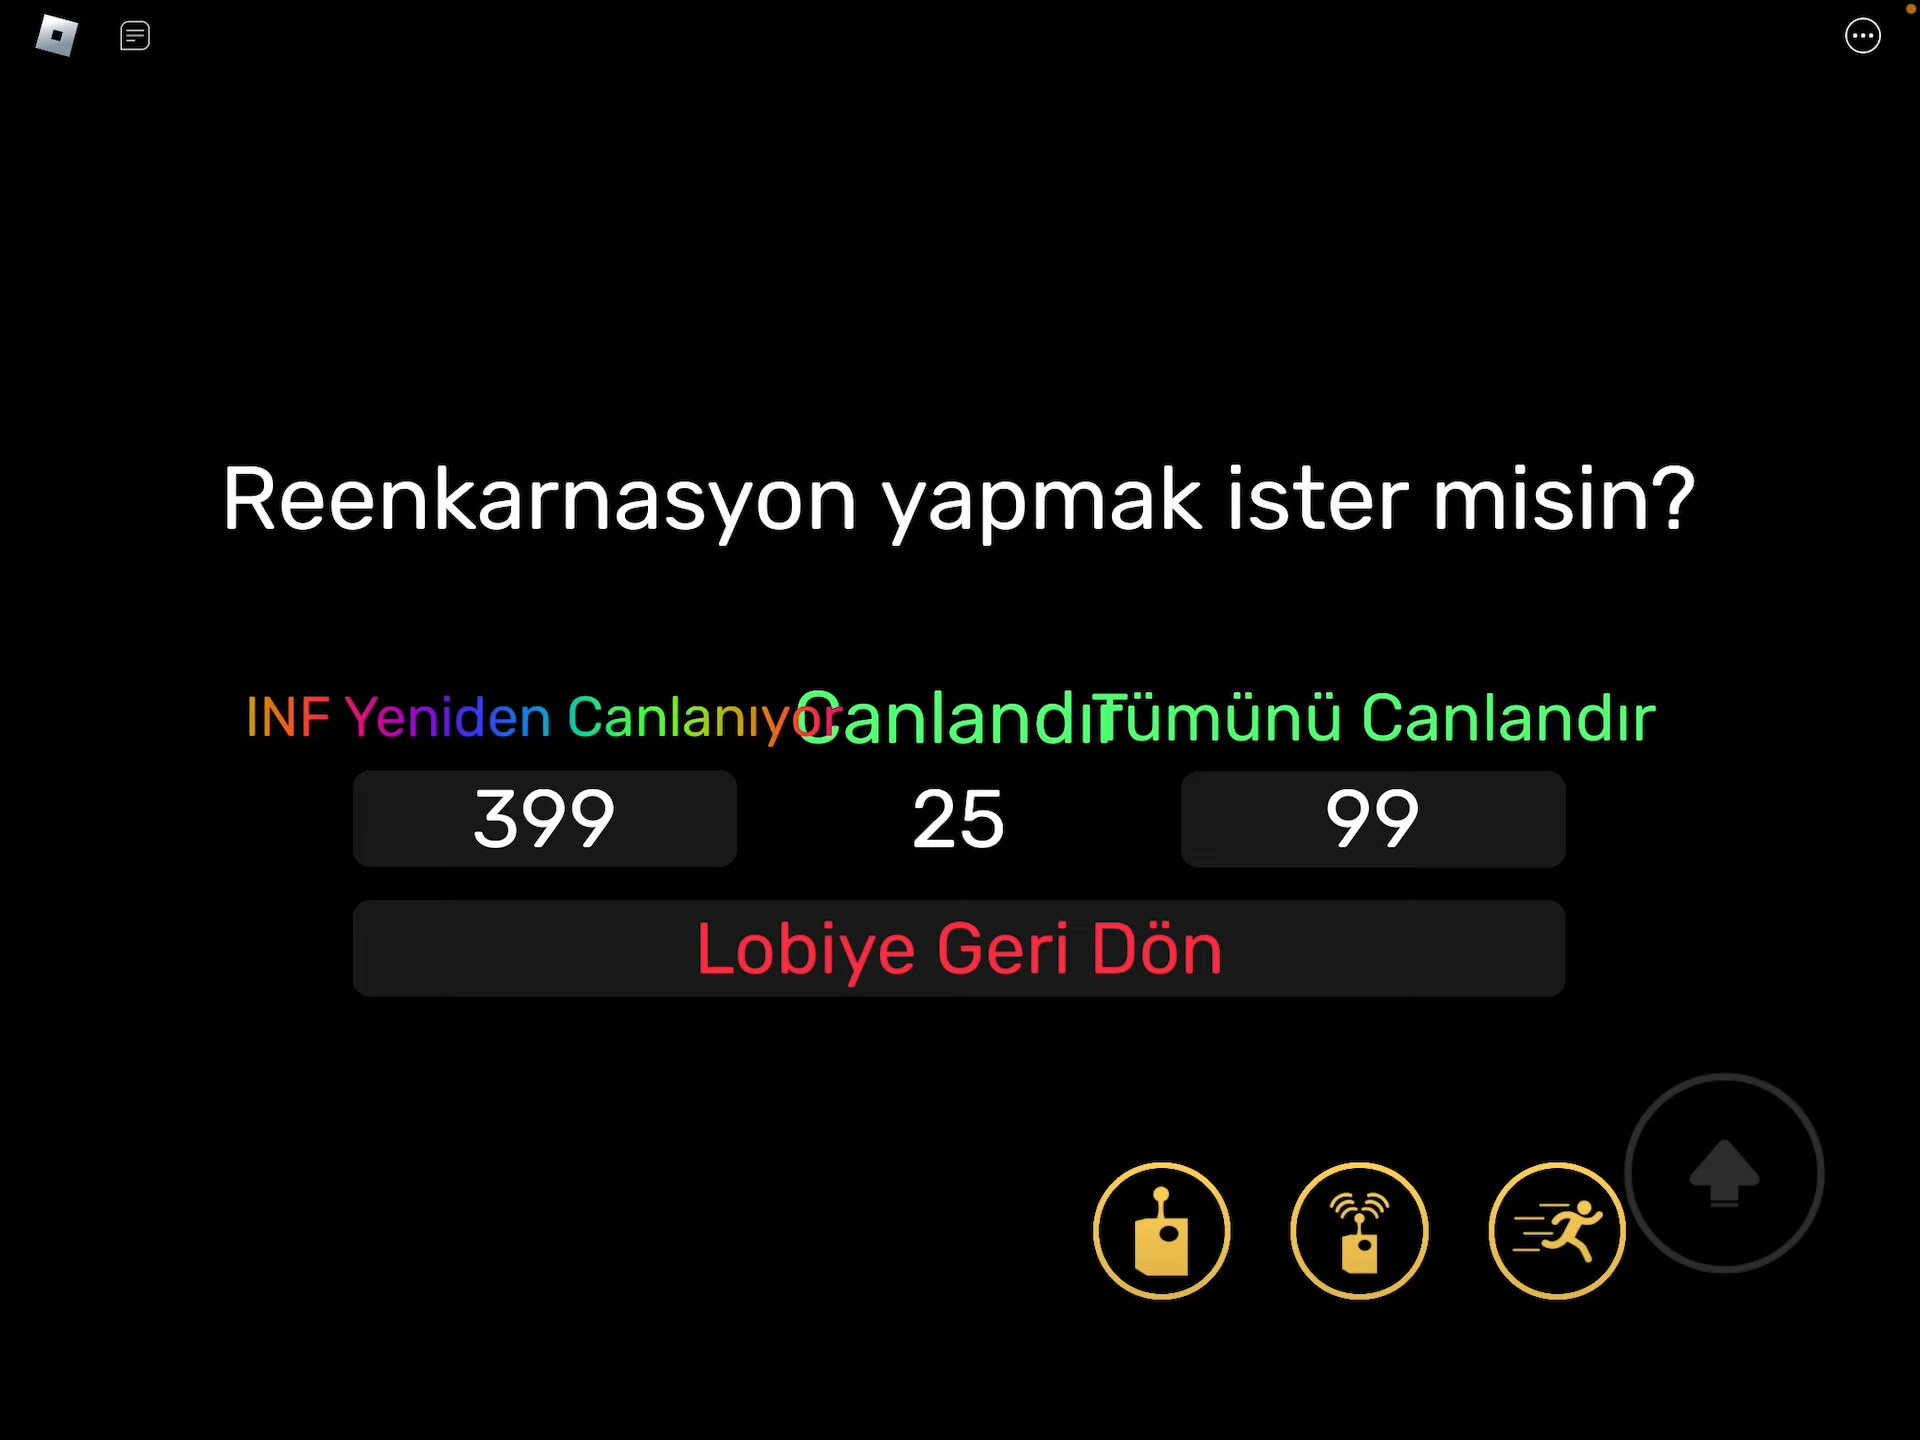 Reenkarnasyon yapmak ister misin?
INF Yeniden Canlanıyor Canlandır Tümünü Canlandır
399 25 99
Lobiye Geri Dön